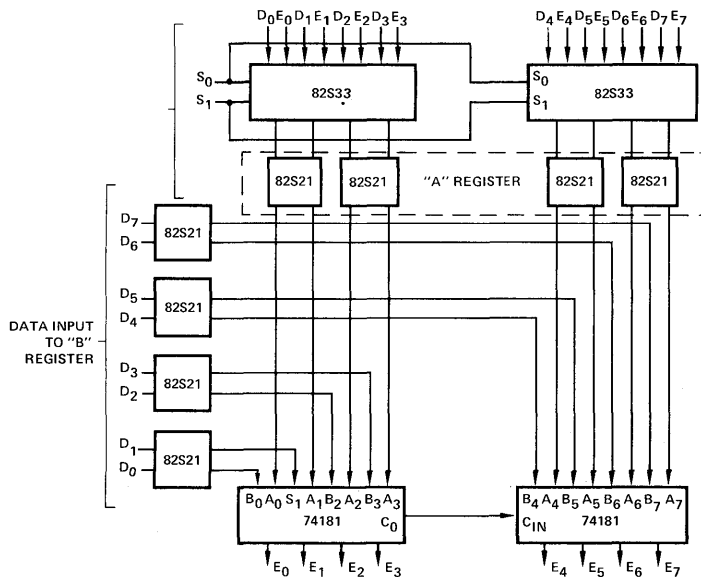 D0 E0 D1 E1 D2 E2 D3 E3
D4 E4 D5 E5 D6 E6 D7 E7
S0
S1
82S33
S0
S1
82S33
82S21
82S21
"A" REGISTER
82S21
82S21
D7
D6
82S21
D5
D4
82S21
DATA INPUT
TO "B"
REGISTER
D3
D2
82S21
D1
D0
82S21
B0 A0 S1 A1 B2 A2 B3 A3
74181
C0
B4 A4 B5 A5 B6 A6 B7 A7
CIN
74181
E0 E1 E2 E3
E4 E5 E6 E7